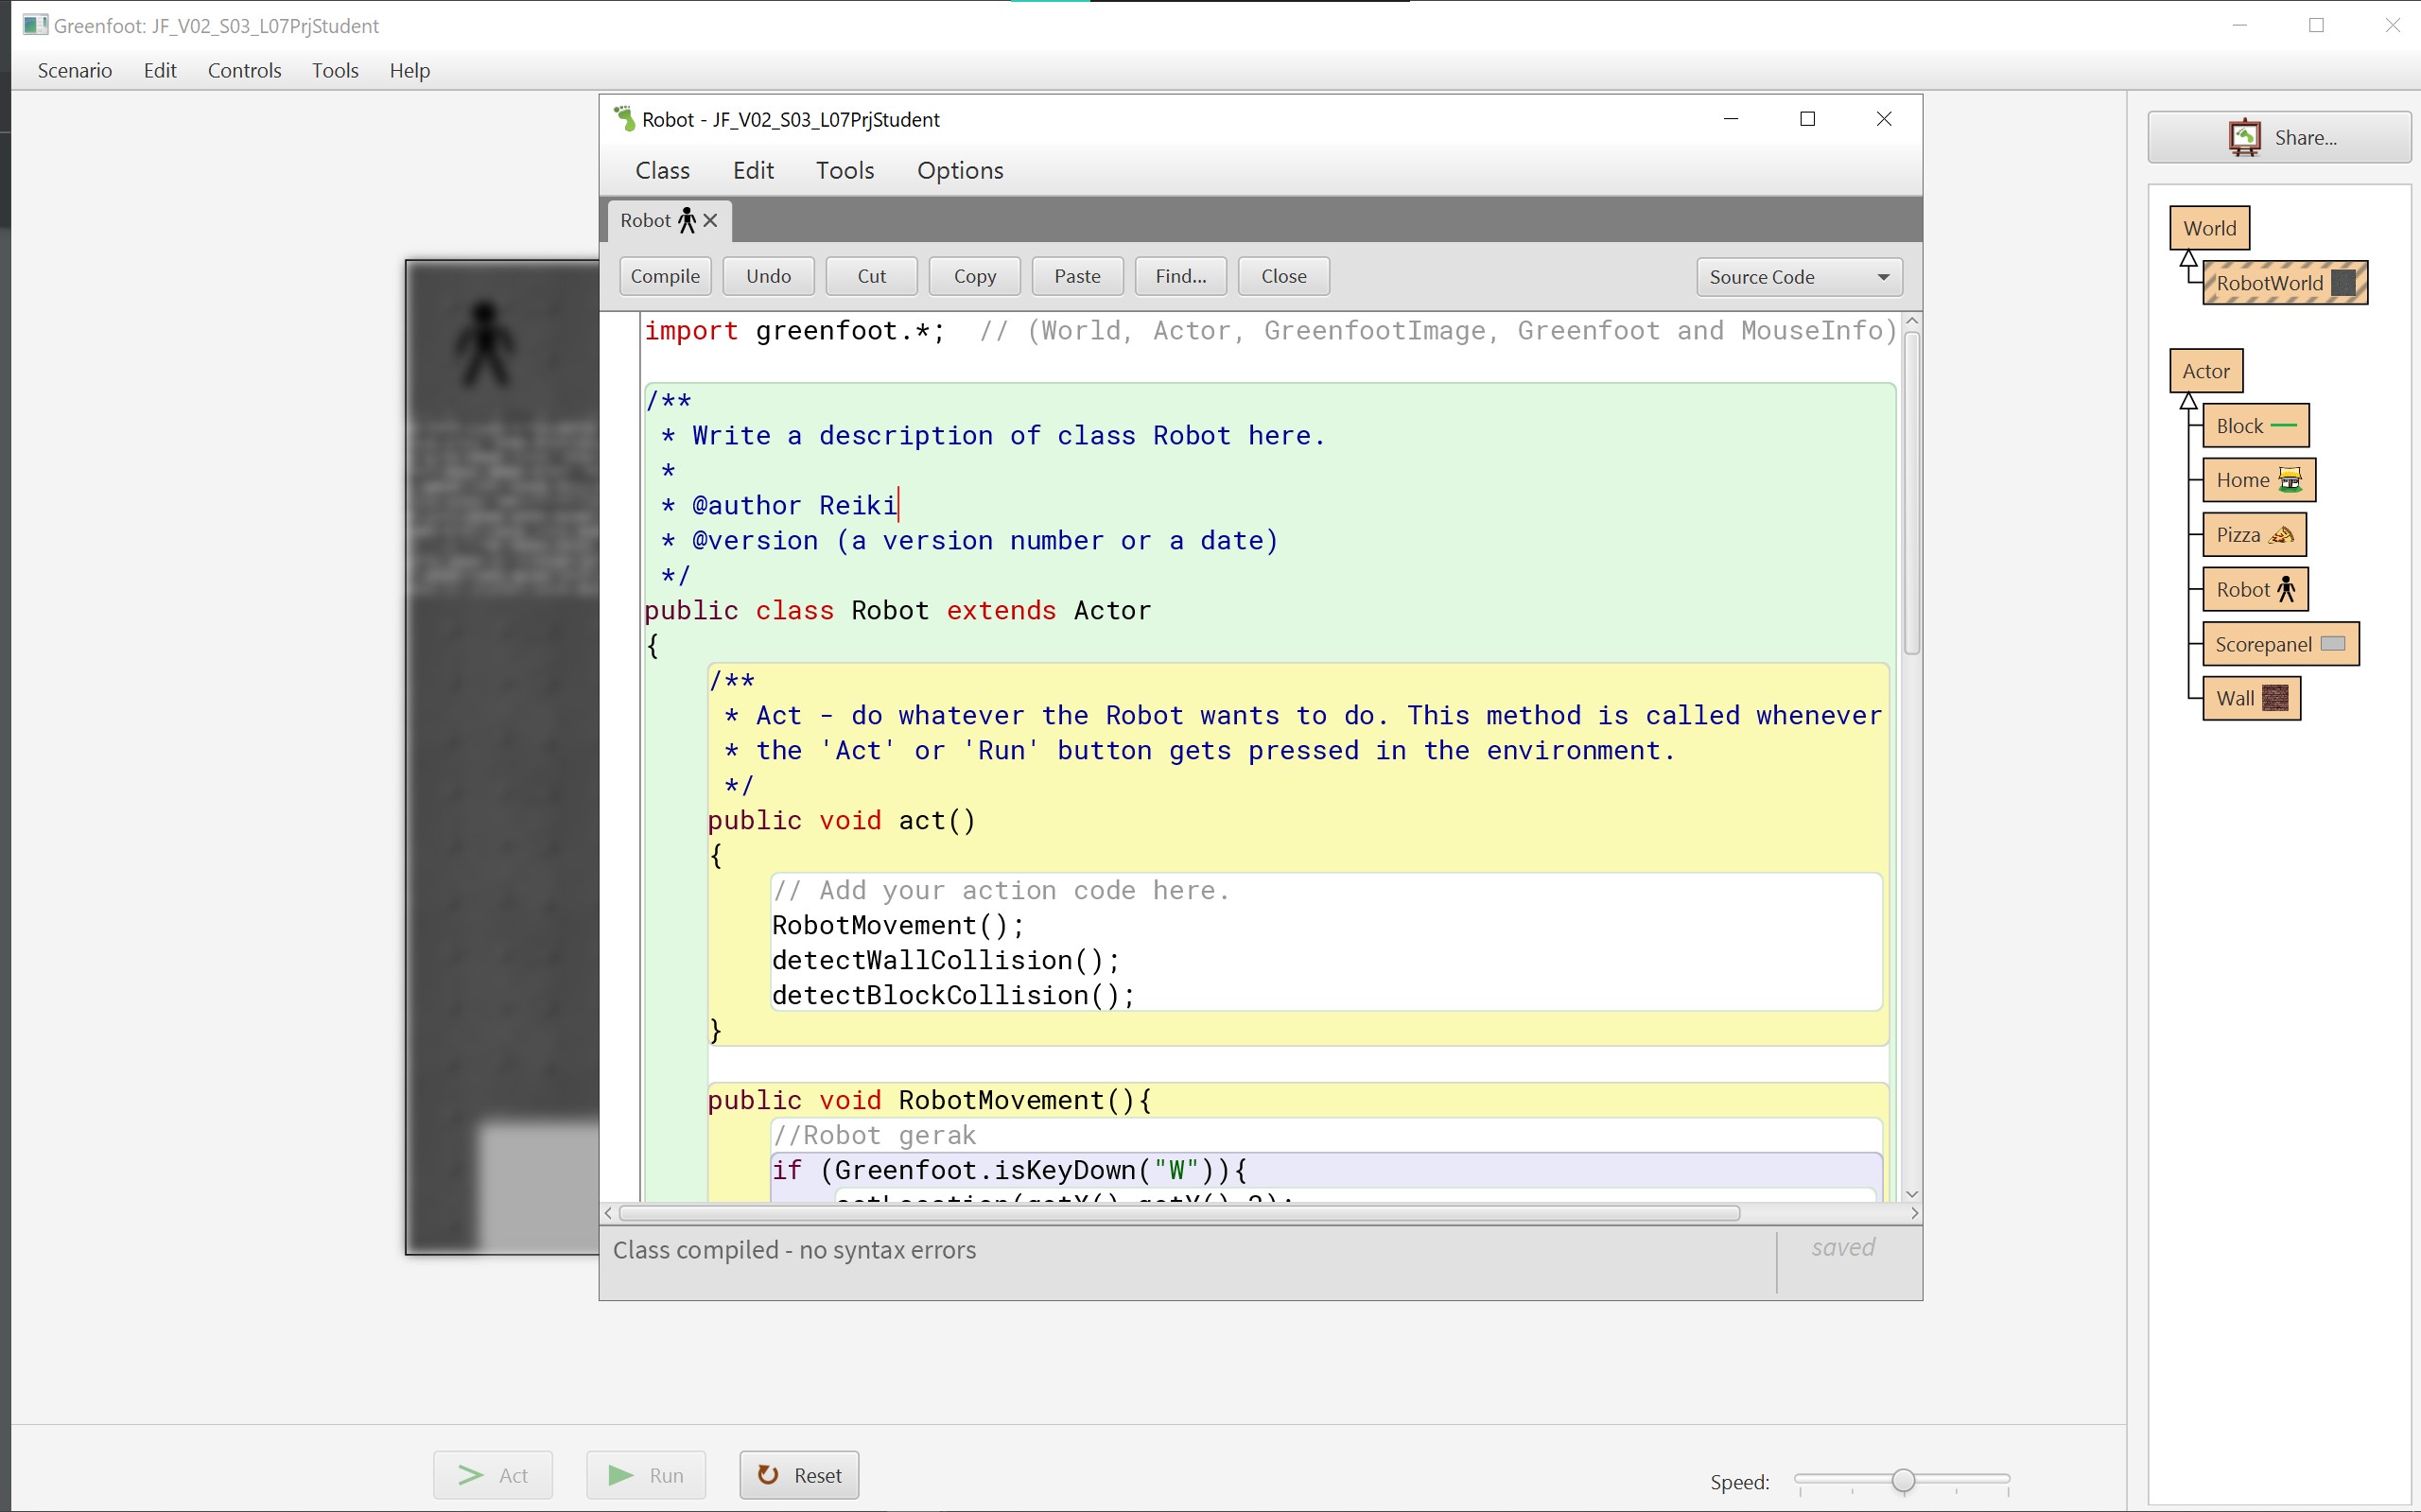 Greenfoot: JF_V02_S03_L07PrjStudent
Scenario Edit Controls Tools Help
Robot - JF_V02_S03_L07PrjStudent
Class Edit Tools Options
Robot
Compile Undo Cut Copy Paste Find... Close Source Code
import greenfoot.*;  // (World, Actor, GreenfootImage, Greenfoot and MouseInfo)
/**
 * Write a description of class Robot here.
 *
 * @author Reiki
 * @version (a version number or a date)
 */
public class Robot extends Actor
{
    /**
     * Act - do whatever the Robot wants to do. This method is called whenever
     * the 'Act' or 'Run' button gets pressed in the environment.
     */
    public void act()
    {
        // Add your action code here.
        RobotMovement();
        detectWallCollision();
        detectBlockCollision();
    }
    public void RobotMovement(){
        //Robot gerak
        if (Greenfoot.isKeyDown("W")){
Class compiled - no syntax errors
saved
Share...
World
RobotWorld
Actor
Block
Home
Pizza
Robot
Scorepanel
Wall
Act Run Reset Speed: